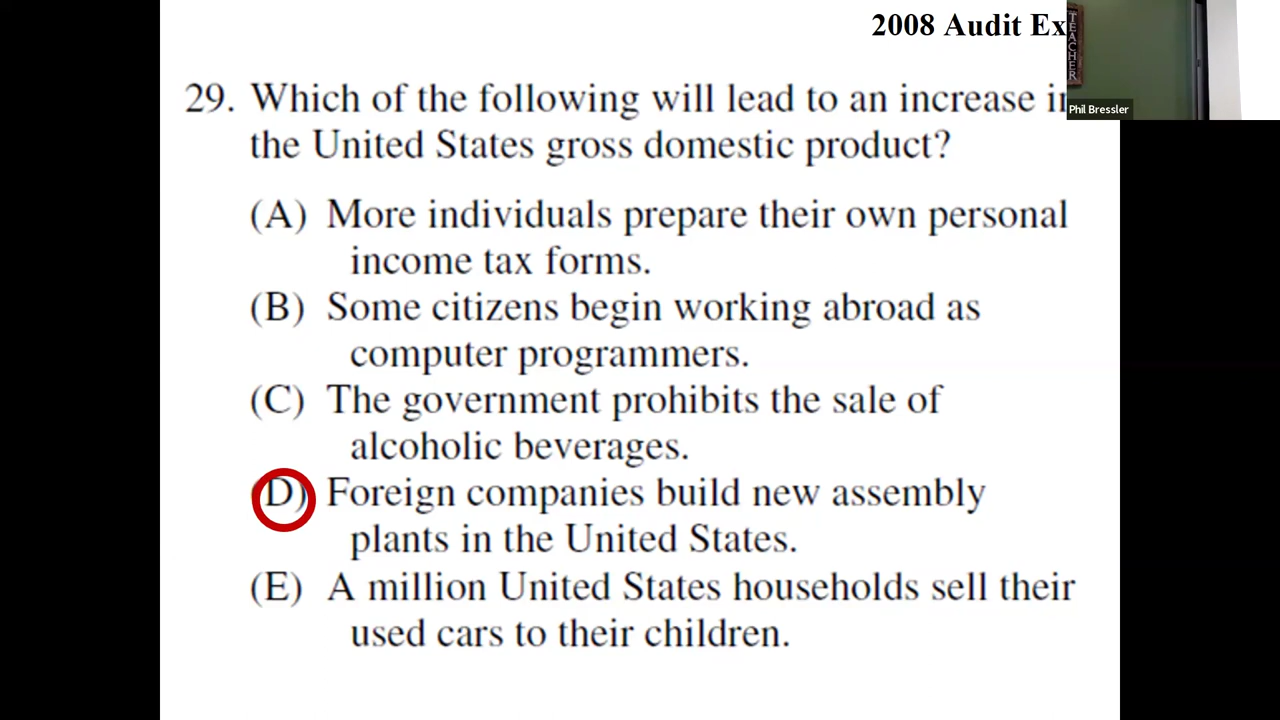 2008 Audit
TEACHER
Phil Bressler
29. Which of the following will lead to an increase
the United States gross domestic product?
(A) More individuals prepare their own personal
income tax forms.
(B) Some citizens begin working abroad as
computer programmers.
(C) The government prohibits the sale of
alcoholic beverages.
(D) Foreign companies build new assembly
plants in the United States.
(E) A million United States households sell their
used cars to their children.